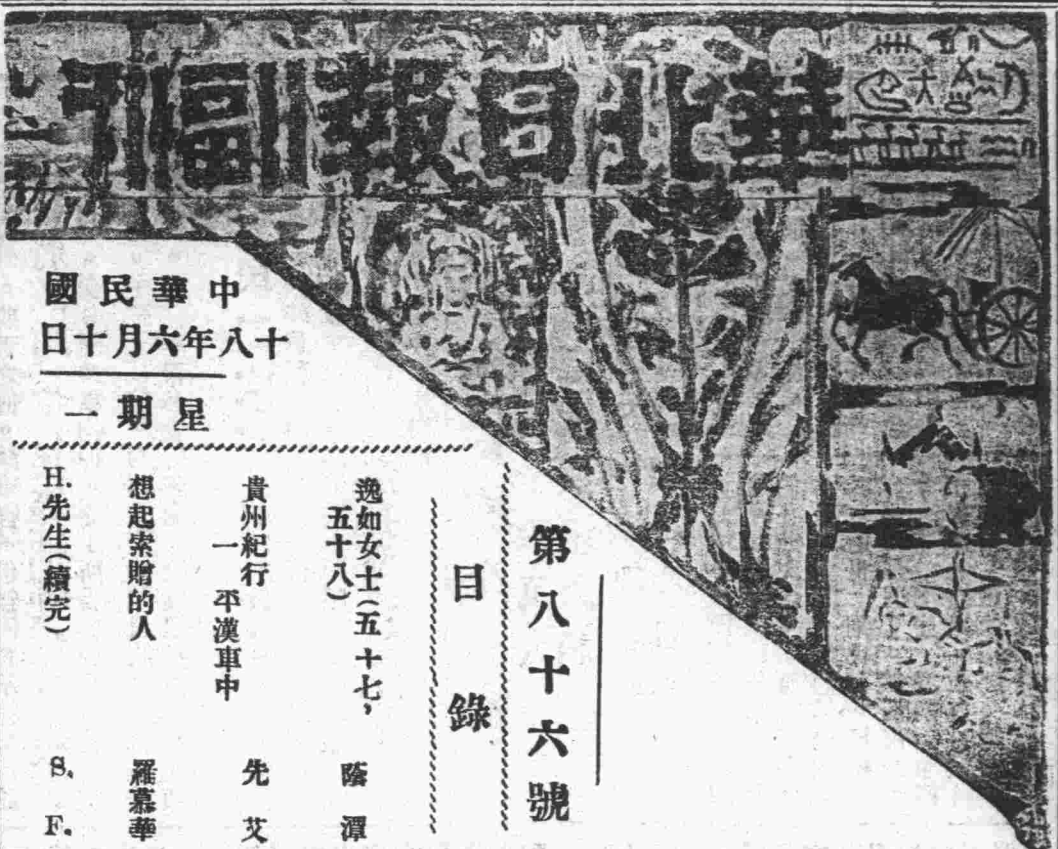 華北日報副刊
中華民國
十八年六月十日
星期一
第八十六號
目錄
逸如女士(五十七,
五十八) 蔭潭
貴州紀行 先艾
一 平漢車中
想起索贈的人 羅慕華
H.先生(續完) S. F.